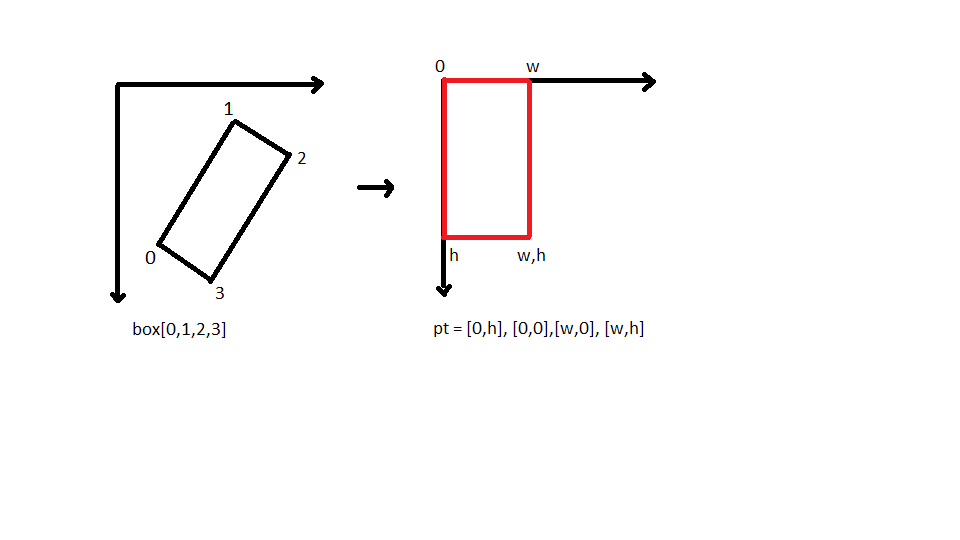 0 w
1
2
0
3
h w,h
box[0,1,2,3]
pt = [0,h], [0,0],[w,0], [w,h]